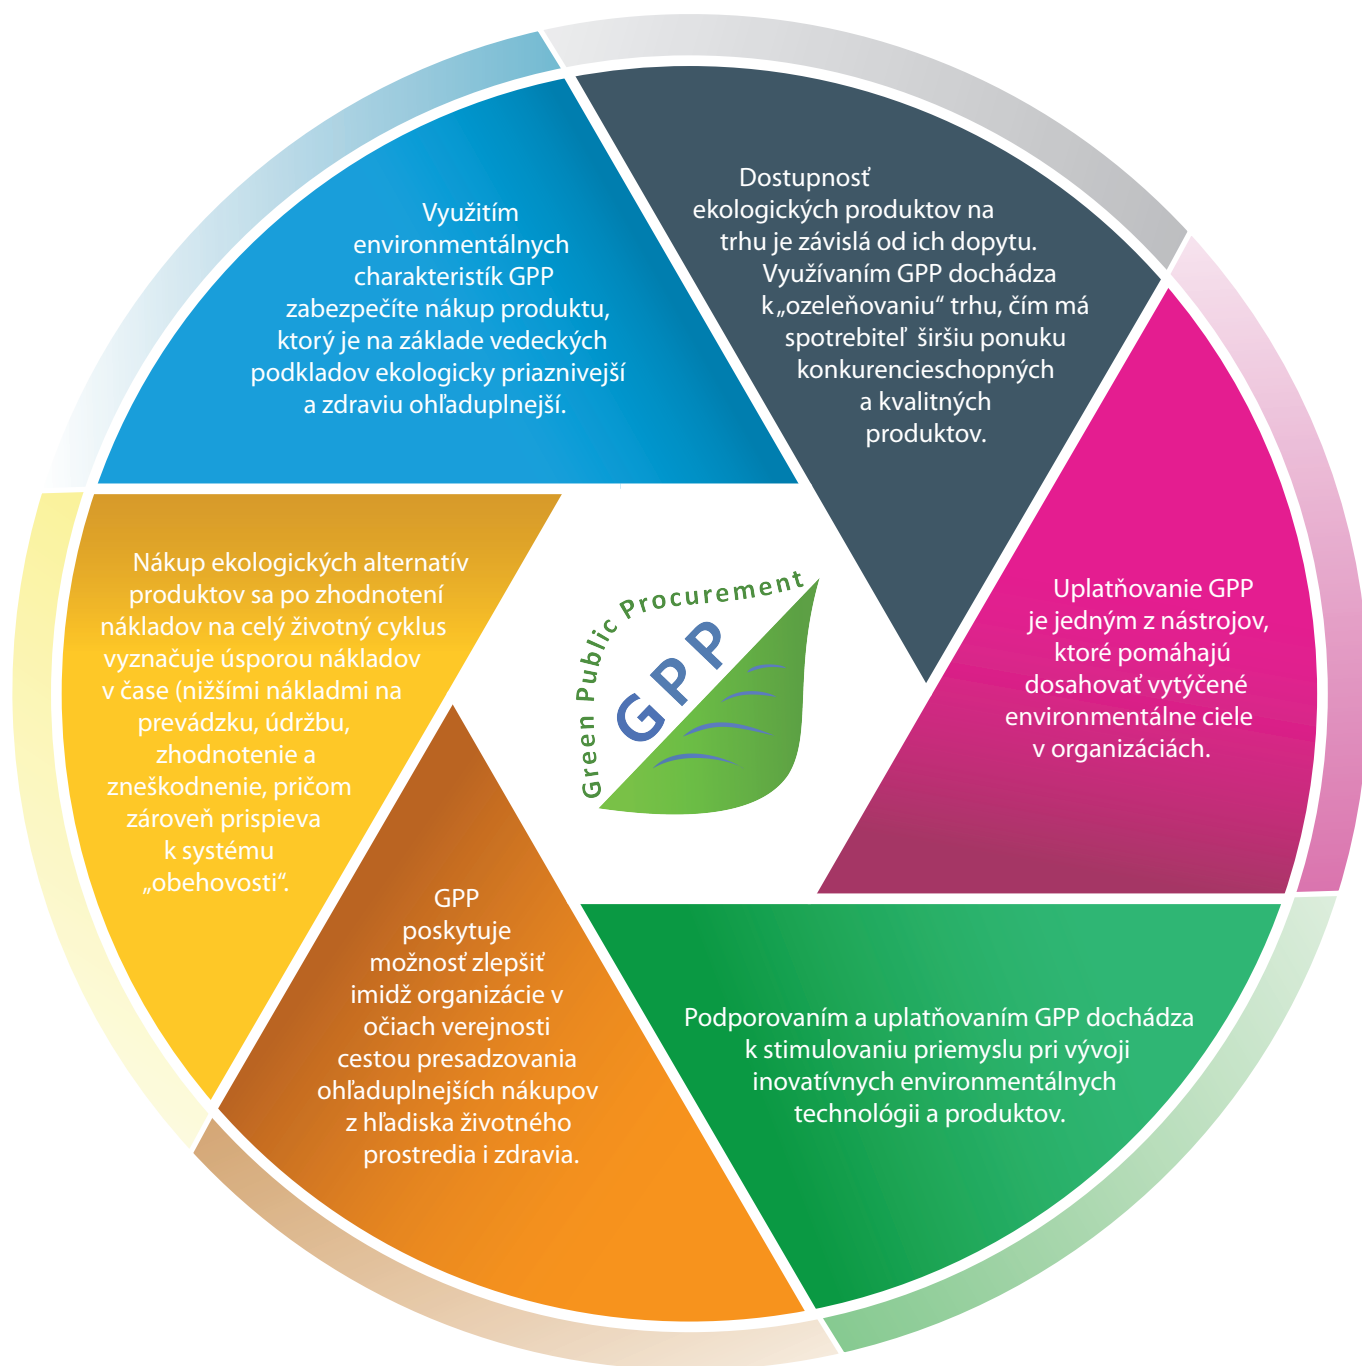 Využitím
environmentálnych
charakteristík GPP
zabezpečíte nákup produktu,
ktorý je na základe vedeckých
podkladov ekologicky priaznivejší
a zdraviu ohľaduplnejší.
Dostupnosť
ekologických produktov na
trhu je závislá od ich dopytu.
Využívaním GPP dochádza
k „ozeleňovaniu“ trhu, čím má
spotrebiteľ širšiu ponuku
konkurencieschopných
a kvalitných
produktov.
Uplatňovanie GPP
je jedným z nástrojov,
ktoré pomáhajú
dosahovať vytýčené
environmentálne ciele
v organizáciách.
Podporovaním a uplatňovaním GPP dochádza
k stimulovaniu priemyslu pri vývoji
inovatívnych environmentálnych
technológii a produktov.
GPP
poskytuje
možnosť zlepšiť
imidž organizácie v
očiach verejnosti
cestou presadzovania
ohľaduplnejších nákupov
z hľadiska životného
prostredia i zdravia.
Nákup ekologických alternatív
produktov sa po zhodnotení
nákladov na celý životný cyklus
vyznačuje úsporou nákladov
v čase (nižšími nákladmi na
prevádzku, údržbu,
zhodnotenie a
zneškodnenie, pričom
zároveň prispieva
k systému
„obehovosti“.
Green Public Procurement
GPP